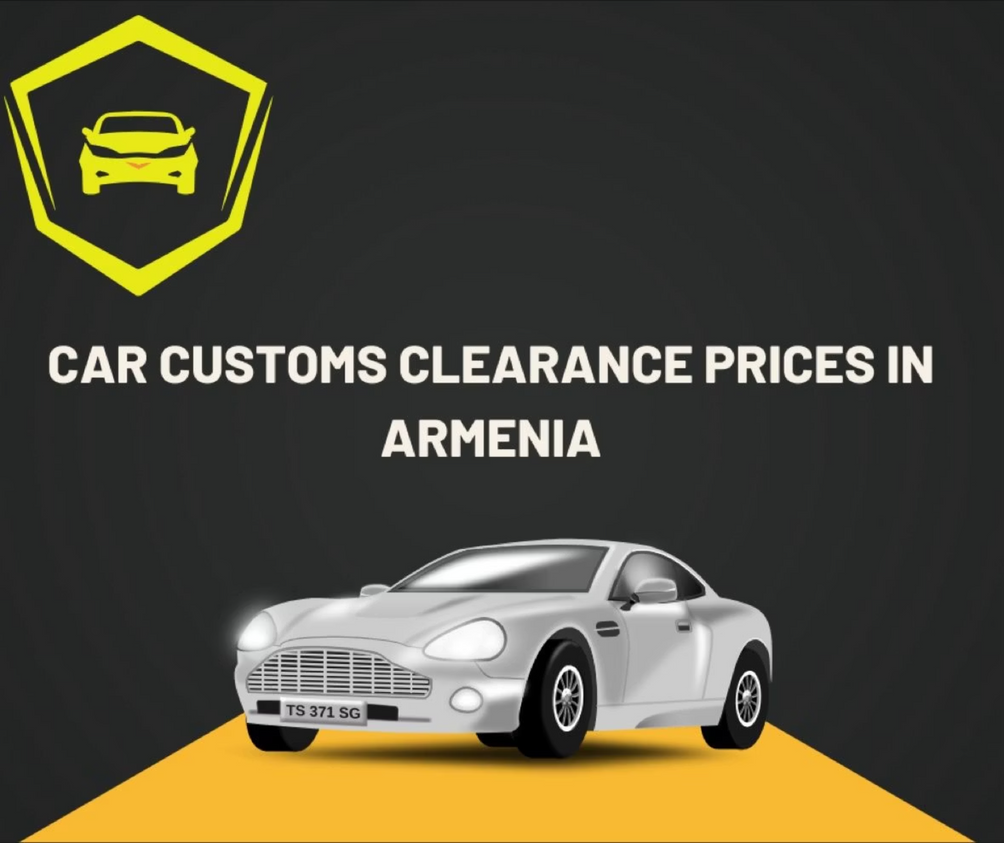 CAR CUSTOMS CLEARANCE PRICES IN
ARMENIA
TS 371 SG